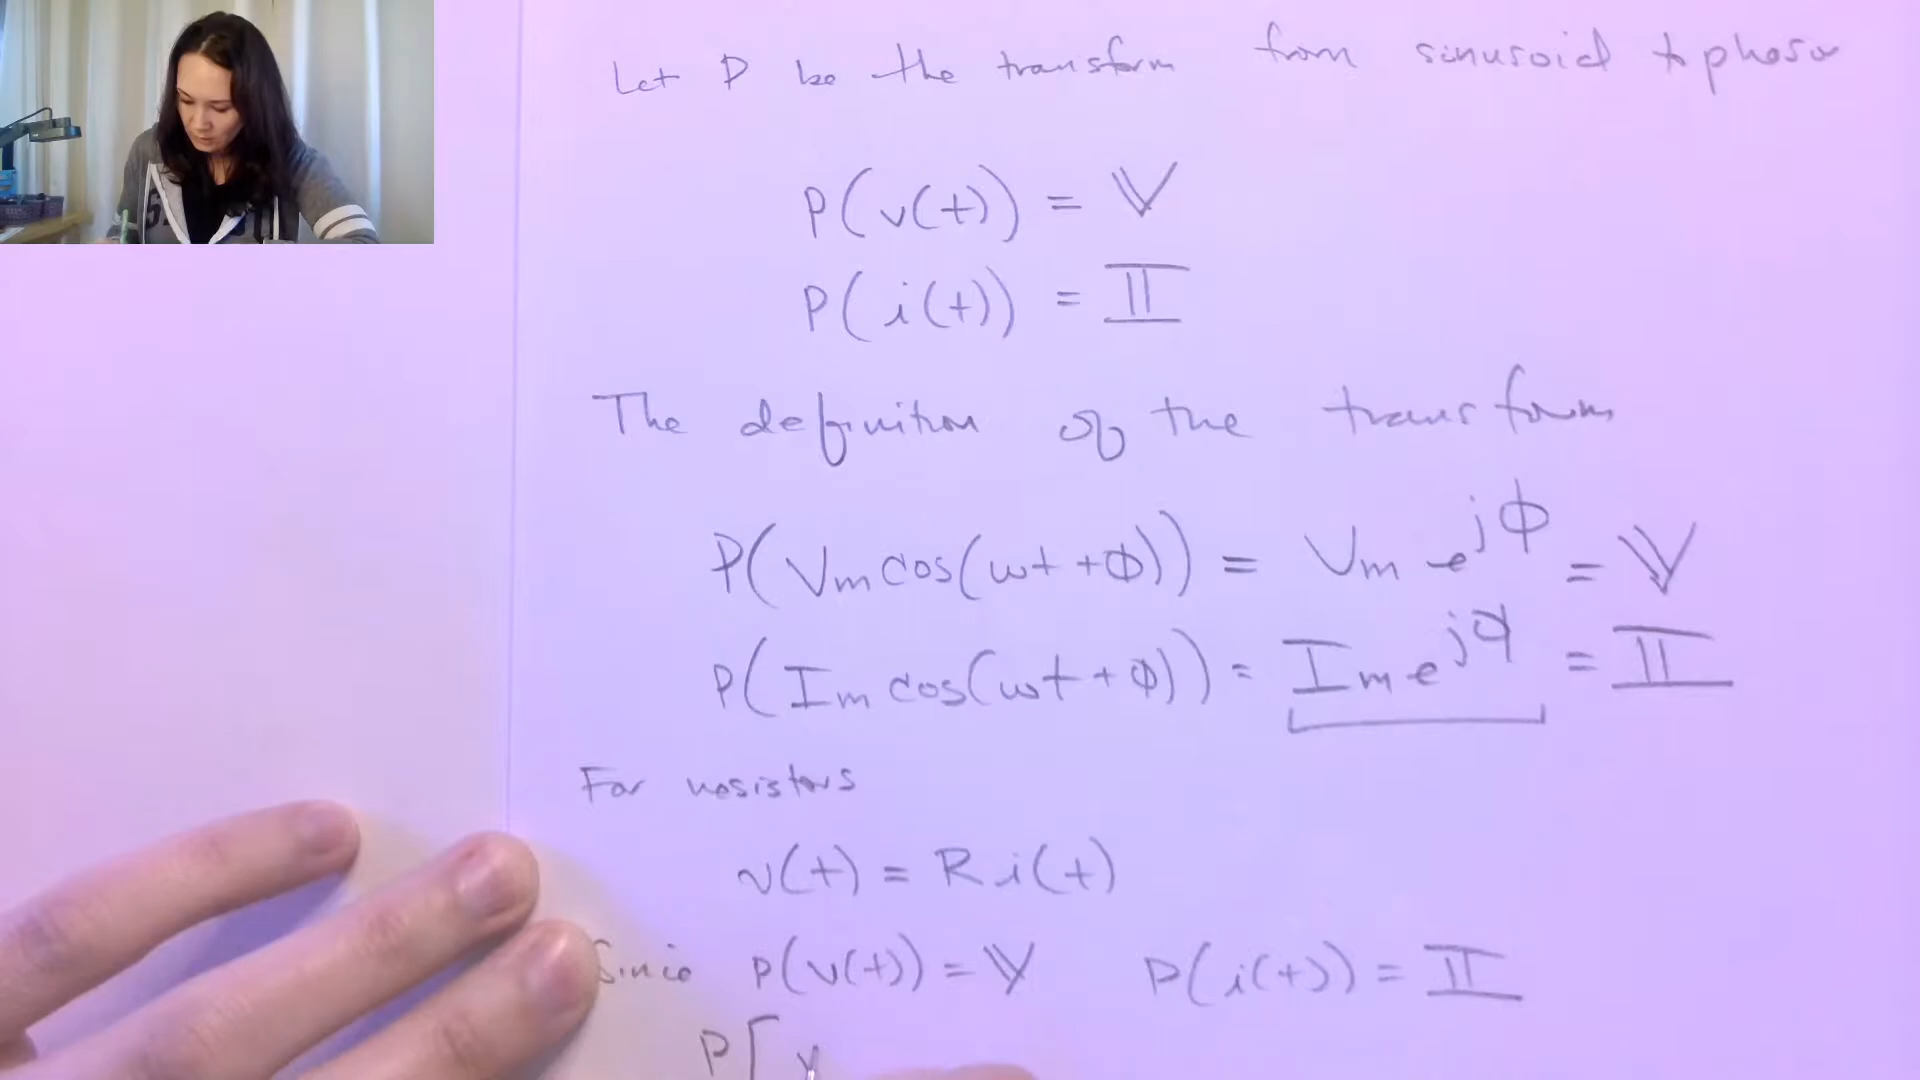 Let P be the transform from sinusoid to phasor
P(v(t)) = 𝕍
P(i(t)) = 𝕀
The definition of the transform
P(Vm cos(ωt + ϕ)) = Vm e^jϕ = 𝕍
P(Im cos(ωt + ϕ)) = Im e^jϕ = 𝕀
For resistors
v(t) = R i(t)
Since P(v(t)) = 𝕍 P(i(t)) = 𝕀
P[ v